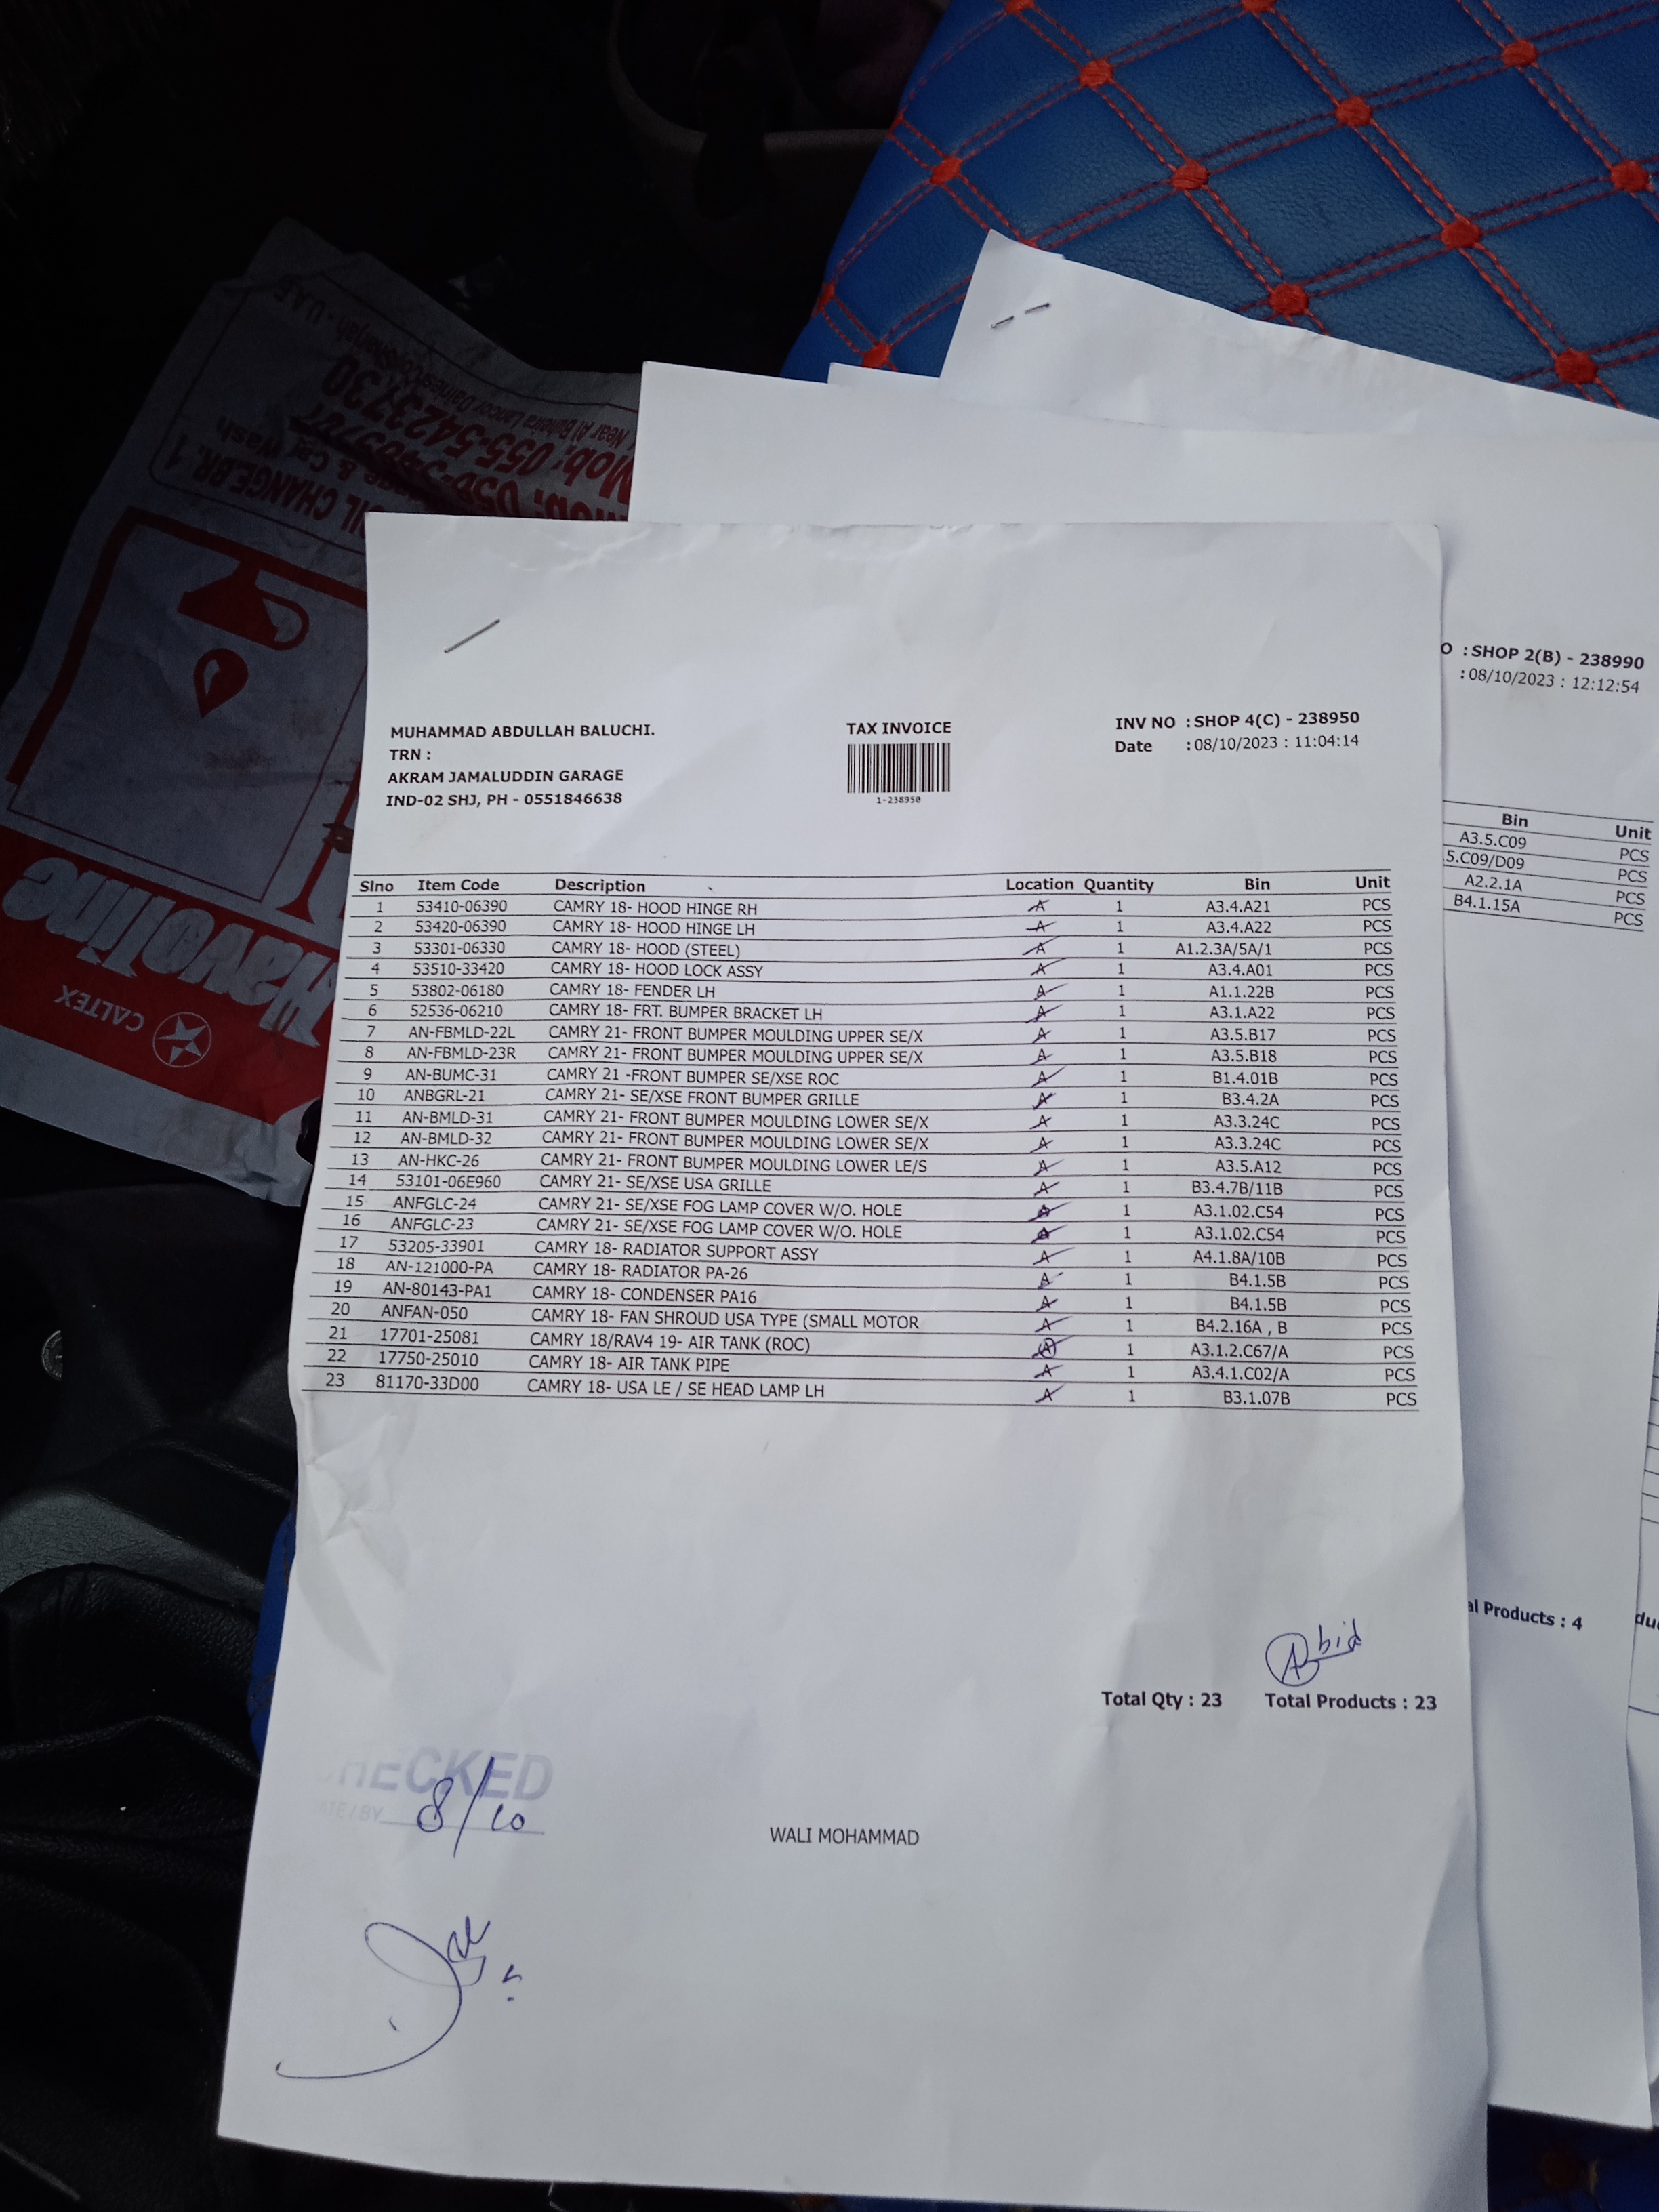 MUHAMMAD ABDULLAH BALUCHI.
TRN :
AKRAM JAMALUDDIN GARAGE
IND-02 SHJ, PH - 0551846638
TAX INVOICE
1-238950
INV NO : SHOP 4(C) - 238950
Date : 08/10/2023 : 11:04:14
Slno Item Code Description Location Quantity Bin Unit
1 53410-06390 CAMRY 18- HOOD HINGE RH A 1 A3.4.A21 PCS
2 53420-06390 CAMRY 18- HOOD HINGE LH A 1 A3.4.A22 PCS
3 53301-06330 CAMRY 18- HOOD (STEEL) A 1 A1.2.3A/5A/1 PCS
4 53510-33420 CAMRY 18- HOOD LOCK ASSY A 1 A3.4.A01 PCS
5 53802-06180 CAMRY 18- FENDER LH A 1 A1.1.22B PCS
6 52536-06210 CAMRY 18- FRT. BUMPER BRACKET LH A 1 A3.1.A22 PCS
7 AN-FBMLD-22L CAMRY 21- FRONT BUMPER MOULDING UPPER SE/X A 1 A3.5.B17 PCS
8 AN-FBMLD-23R CAMRY 21- FRONT BUMPER MOULDING UPPER SE/X A 1 A3.5.B18 PCS
9 AN-BUMC-31 CAMRY 21 -FRONT BUMPER SE/XSE ROC A 1 B1.4.01B PCS
10 ANBGRL-21 CAMRY 21- SE/XSE FRONT BUMPER GRILLE A 1 B3.4.2A PCS
11 AN-BMLD-31 CAMRY 21- FRONT BUMPER MOULDING LOWER SE/X A 1 A3.3.24C PCS
12 AN-BMLD-32 CAMRY 21- FRONT BUMPER MOULDING LOWER SE/X A 1 A3.3.24C PCS
13 AN-HKC-26 CAMRY 21- FRONT BUMPER MOULDING LOWER LE/S A 1 A3.5.A12 PCS
14 53101-06E960 CAMRY 21- SE/XSE USA GRILLE A 1 B3.4.7B/11B PCS
15 ANFGLC-24 CAMRY 21- SE/XSE FOG LAMP COVER W/O. HOLE A 1 A3.1.02.C54 PCS
16 ANFGLC-23 CAMRY 21- SE/XSE FOG LAMP COVER W/O. HOLE A 1 A3.1.02.C54 PCS
17 53205-33901 CAMRY 18- RADIATOR SUPPORT ASSY A 1 A4.1.8A/10B PCS
18 AN-121000-PA CAMRY 18- RADIATOR PA-26 A 1 B4.1.5B PCS
19 AN-80143-PA1 CAMRY 18- CONDENSER PA16 A 1 B4.1.5B PCS
20 ANFAN-050 CAMRY 18- FAN SHROUD USA TYPE (SMALL MOTOR A 1 B4.2.16A , B PCS
21 17701-25081 CAMRY 18/RAV4 19- AIR TANK (ROC) A 1 A3.1.2.C67/A PCS
22 17750-25010 CAMRY 18- AIR TANK PIPE A 1 A3.4.1.C02/A PCS
23 81170-33D00 CAMRY 18- USA LE / SE HEAD LAMP LH A 1 B3.1.07B PCS
Abid
Total Qty : 23 Total Products : 23
CHECKED
8/10
WALI MOHAMMAD
O : SHOP 2(B) - 238990
: 08/10/2023 : 12:12:54
Bin Unit
A3.5.C09 PCS
5.C09/D09 PCS
A2.2.1A PCS
B4.1.15A PCS
al Products : 4
Havoline
CALTEX
OIL CHANGE BR. 1
& Car Wash
Mob: 055-5423730